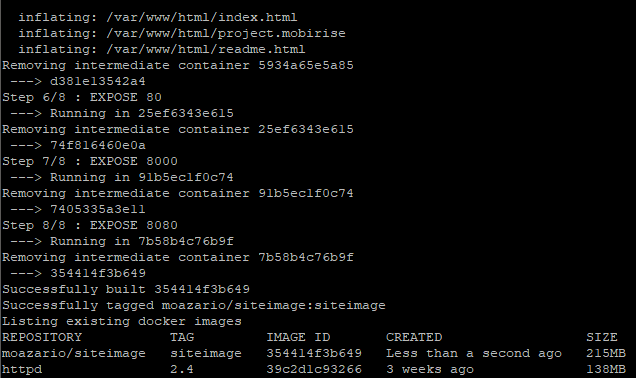 inflating: /var/www/html/index.html
inflating: /var/www/html/project.mobirise
inflating: /var/www/html/readme.html
Removing intermediate container 5934a65e5a85
---> d381e13542a4
Step 6/8 : EXPOSE 80
---> Running in 25ef6343e615
Removing intermediate container 25ef6343e615
---> 74f816460e0a
Step 7/8 : EXPOSE 8000
---> Running in 91b5ec1f0c74
Removing intermediate container 91b5ec1f0c74
---> 7405335a3e11
Step 8/8 : EXPOSE 8080
---> Running in 7b58b4c76b9f
Removing intermediate container 7b58b4c76b9f
---> 354414f3b649
Successfully built 354414f3b649
Successfully tagged moazario/siteimage:siteimage
Listing existing docker images
REPOSITORY TAG IMAGE ID CREATED SIZE
moazario/siteimage siteimage 354414f3b649 Less than a second ago 215MB
httpd 2.4 39c2d1c93266 3 weeks ago 138MB